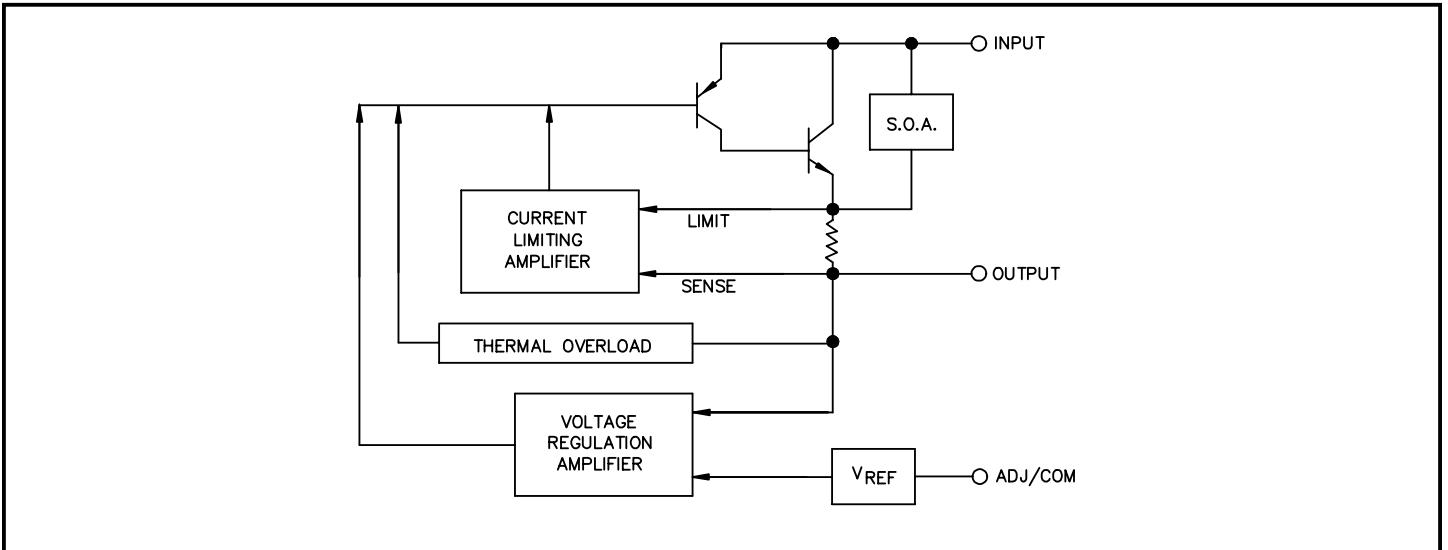 INPUT
S.O.A.
CURRENT
LIMITING
AMPLIFIER
LIMIT
SENSE
OUTPUT
THERMAL OVERLOAD
VOLTAGE
REGULATION
AMPLIFIER
VREF
ADJ/COM